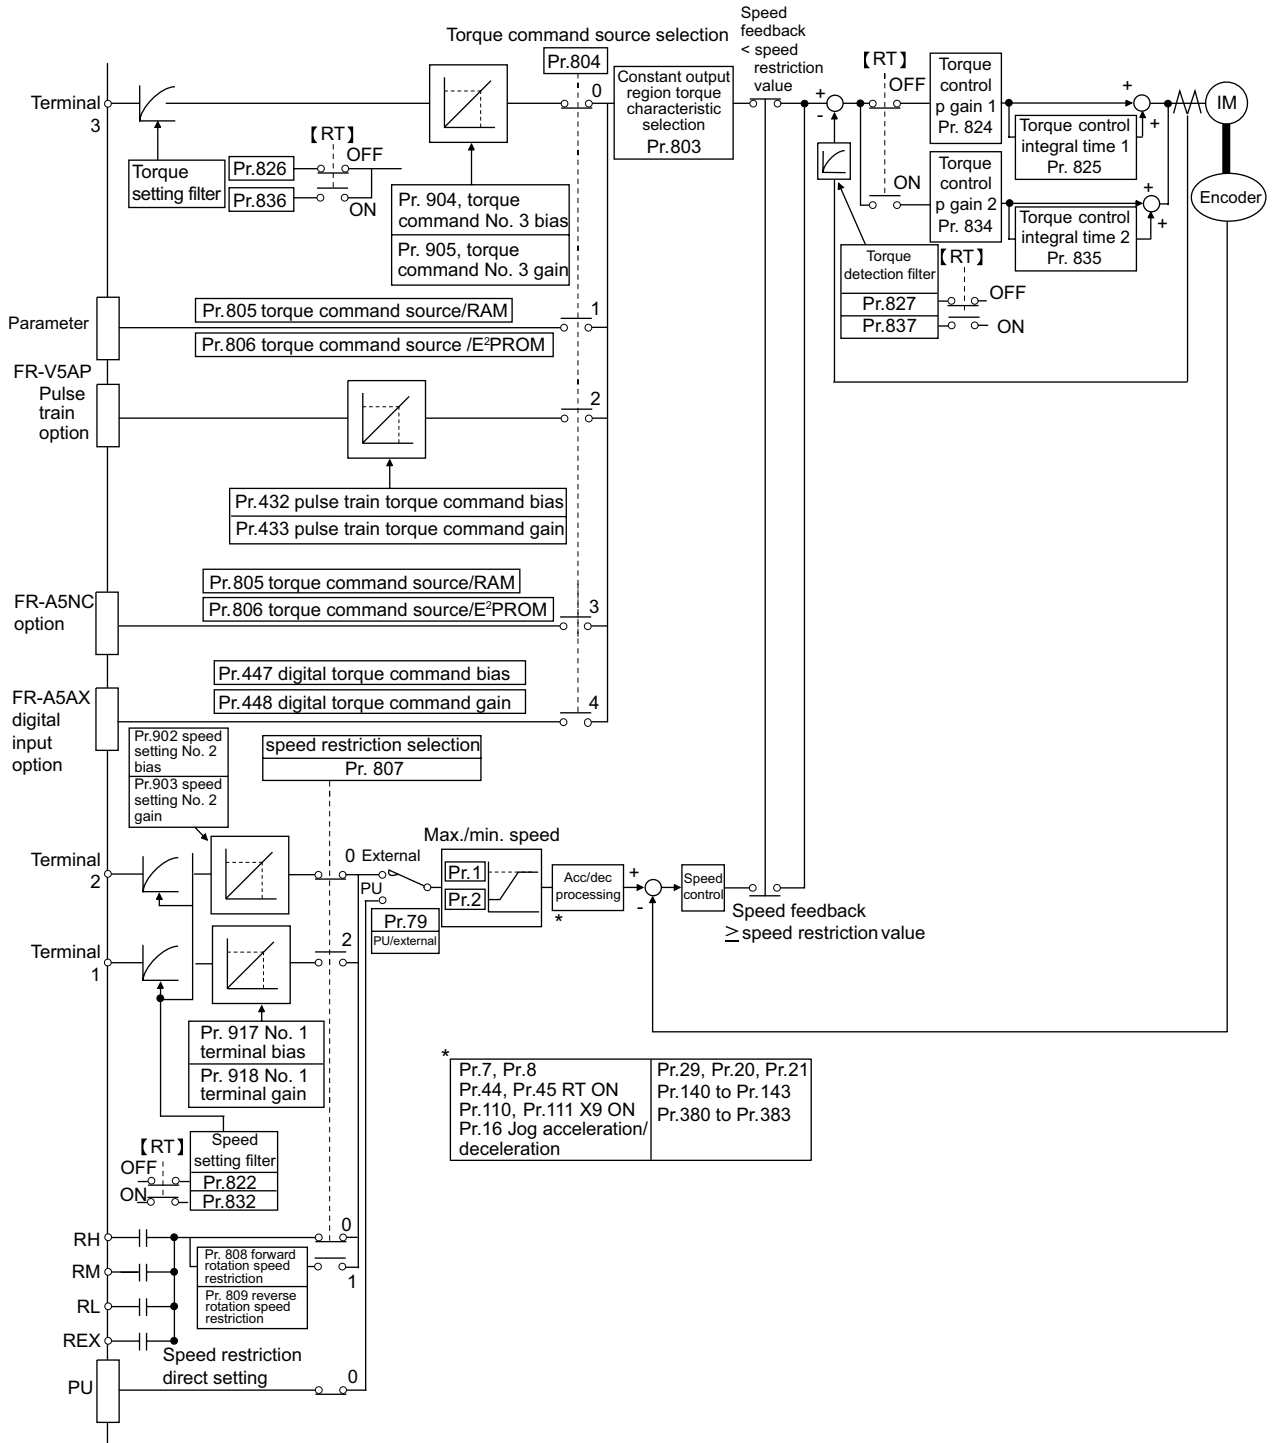 Torque command source selection
Pr.804
Speed
feedback
< speed
restriction
value
Terminal
3
Torque
setting filter
【RT】
Pr.826
OFF
Pr.836
ON
Pr. 904, torque
command No. 3 bias
Pr. 905, torque
command No. 3 gain
0
Constant output
region torque
characteristic
selection
Pr.803
+
-
【RT】
OFF
ON
Torque
control
p gain 1
Pr. 824
Torque control
integral time 1
Pr. 825
+
+
IM
Encoder
Torque
control
p gain 2
Pr. 834
Torque control
integral time 2
Pr. 835
+
+
Torque
detection filter
Pr.827
Pr.837
【RT】
OFF
ON
Parameter
Pr.805 torque command source/RAM
Pr.806 torque command source /E²PROM
1
FR-V5AP
Pulse
train
option
2
Pr.432 pulse train torque command bias
Pr.433 pulse train torque command gain
FR-A5NC
option
Pr.805 torque command source/RAM
Pr.806 torque command source/E²PROM
3
FR-A5AX
digital
input
option
Pr.447 digital torque command bias
Pr.448 digital torque command gain
4
Pr.902 speed
setting No. 2
bias
Pr.903 speed
setting No. 2
gain
speed restriction selection
Pr. 807
Terminal
2
0
External
PU
Pr.79
PU/external
Max./min. speed
Pr.1
Pr.2
Acc/dec
processing
*
+
-
Speed
control
Speed feedback
≥ speed restriction value
Terminal
1
2
Pr. 917 No. 1
terminal bias
Pr. 918 No. 1
terminal gain
*
Pr.7, Pr.8
Pr.44, Pr.45 RT ON
Pr.110, Pr.111 X9 ON
Pr.16 Jog acceleration/
deceleration
Pr.29, Pr.20, Pr.21
Pr.140 to Pr.143
Pr.380 to Pr.383
【RT】
OFF
ON
Speed
setting filter
Pr.822
Pr.832
RH
RM
RL
REX
0
1
Pr. 808 forward
rotation speed
restriction
Pr. 809 reverse
rotation speed
restriction
Speed restriction
direct setting
PU
0